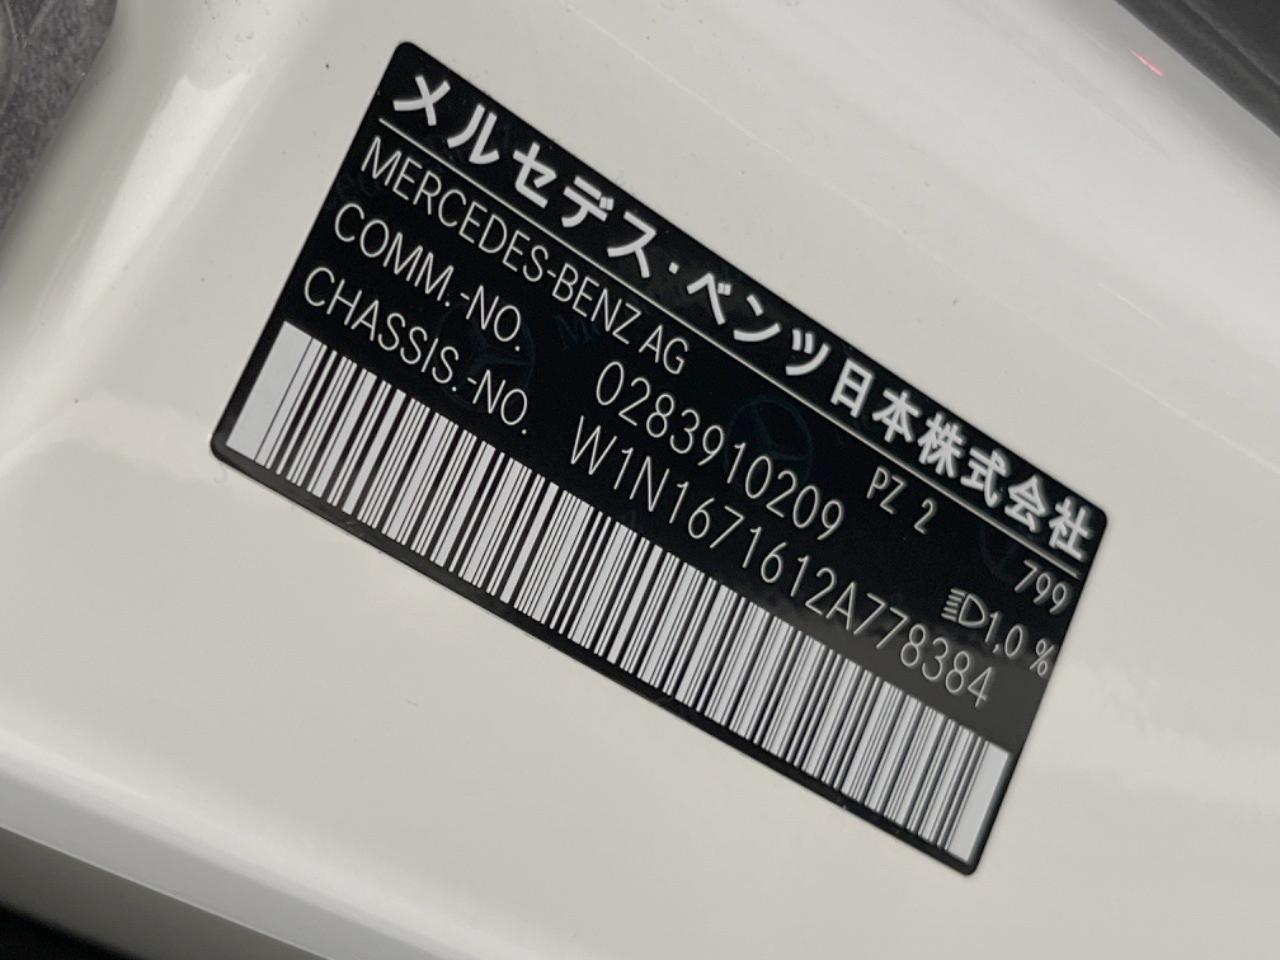 メルセデス・ベンツ日本株式会社
MERCEDES-BENZ AG PZ 2 799
COMM.-NO. 0283910209 1,0 %
CHASSIS.-NO. W1N1671612A778384